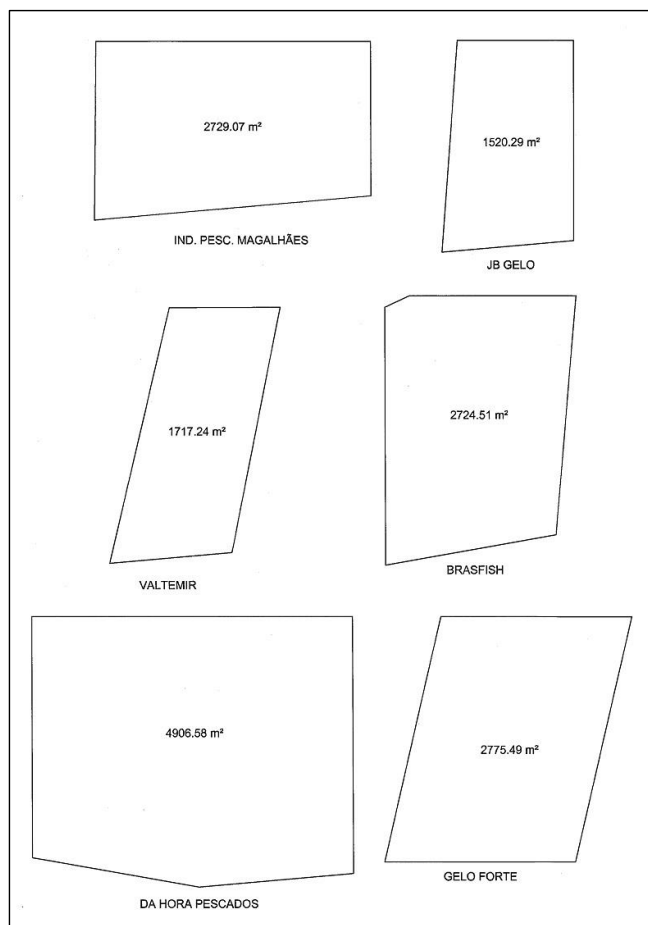 2729.07 m²
IND. PESC. MAGALHÃES
1520.29 m²
JB GELO
1717.24 m²
VALTEMIR
2724.51 m²
BRASFISH
4906.58 m²
DA HORA PESCADOS
2775.49 m²
GELO FORTE